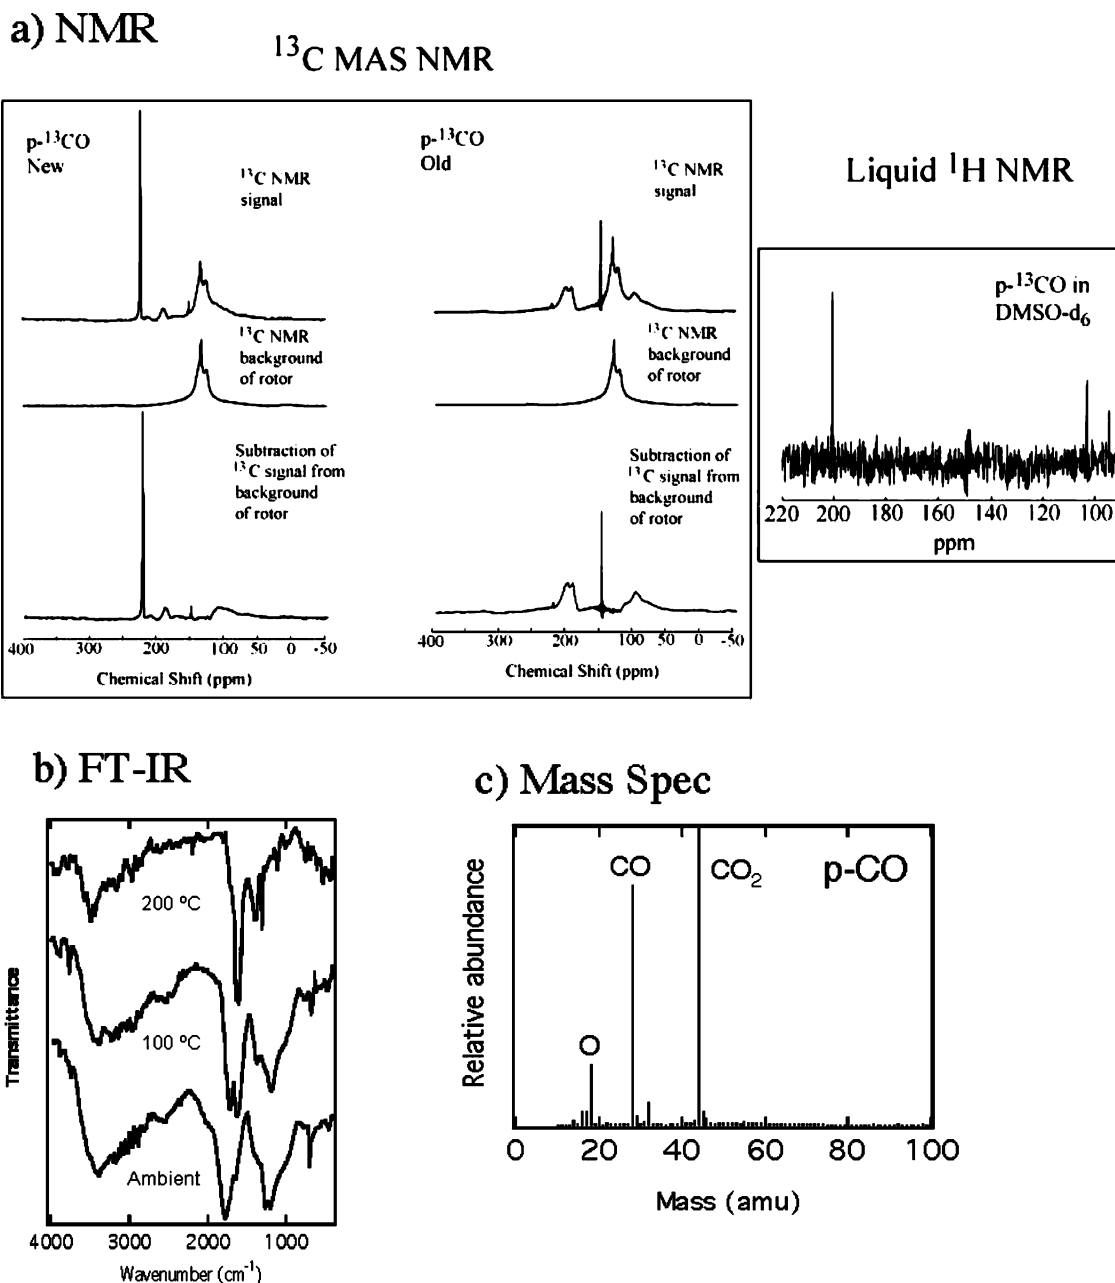 a) NMR
13C MAS NMR
p-13CO
New
13C NMR
signal
13C NMR
background
of rotor
Subtraction of
13C signal from
background
of rotor
400 300 200 100 50 0 -50
Chemical Shift (ppm)
p-13CO
Old
13C NMR
signal
13C NMR
background
of rotor
Subtraction of
13C signal from
background
of rotor
400 300 200 100 50 0 -50
Chemical Shift (ppm)
Liquid 1H NMR
p-13CO in
DMSO-d6
220 200 180 160 140 120 100
ppm
b) FT-IR
Transmittance
200 ºC
100 ºC
Ambient
4000 3000 2000 1000
Wavenumber (cm-1)
c) Mass Spec
Relative abundance
CO
CO2
p-CO
O
0 20 40 60 80 100
Mass (amu)